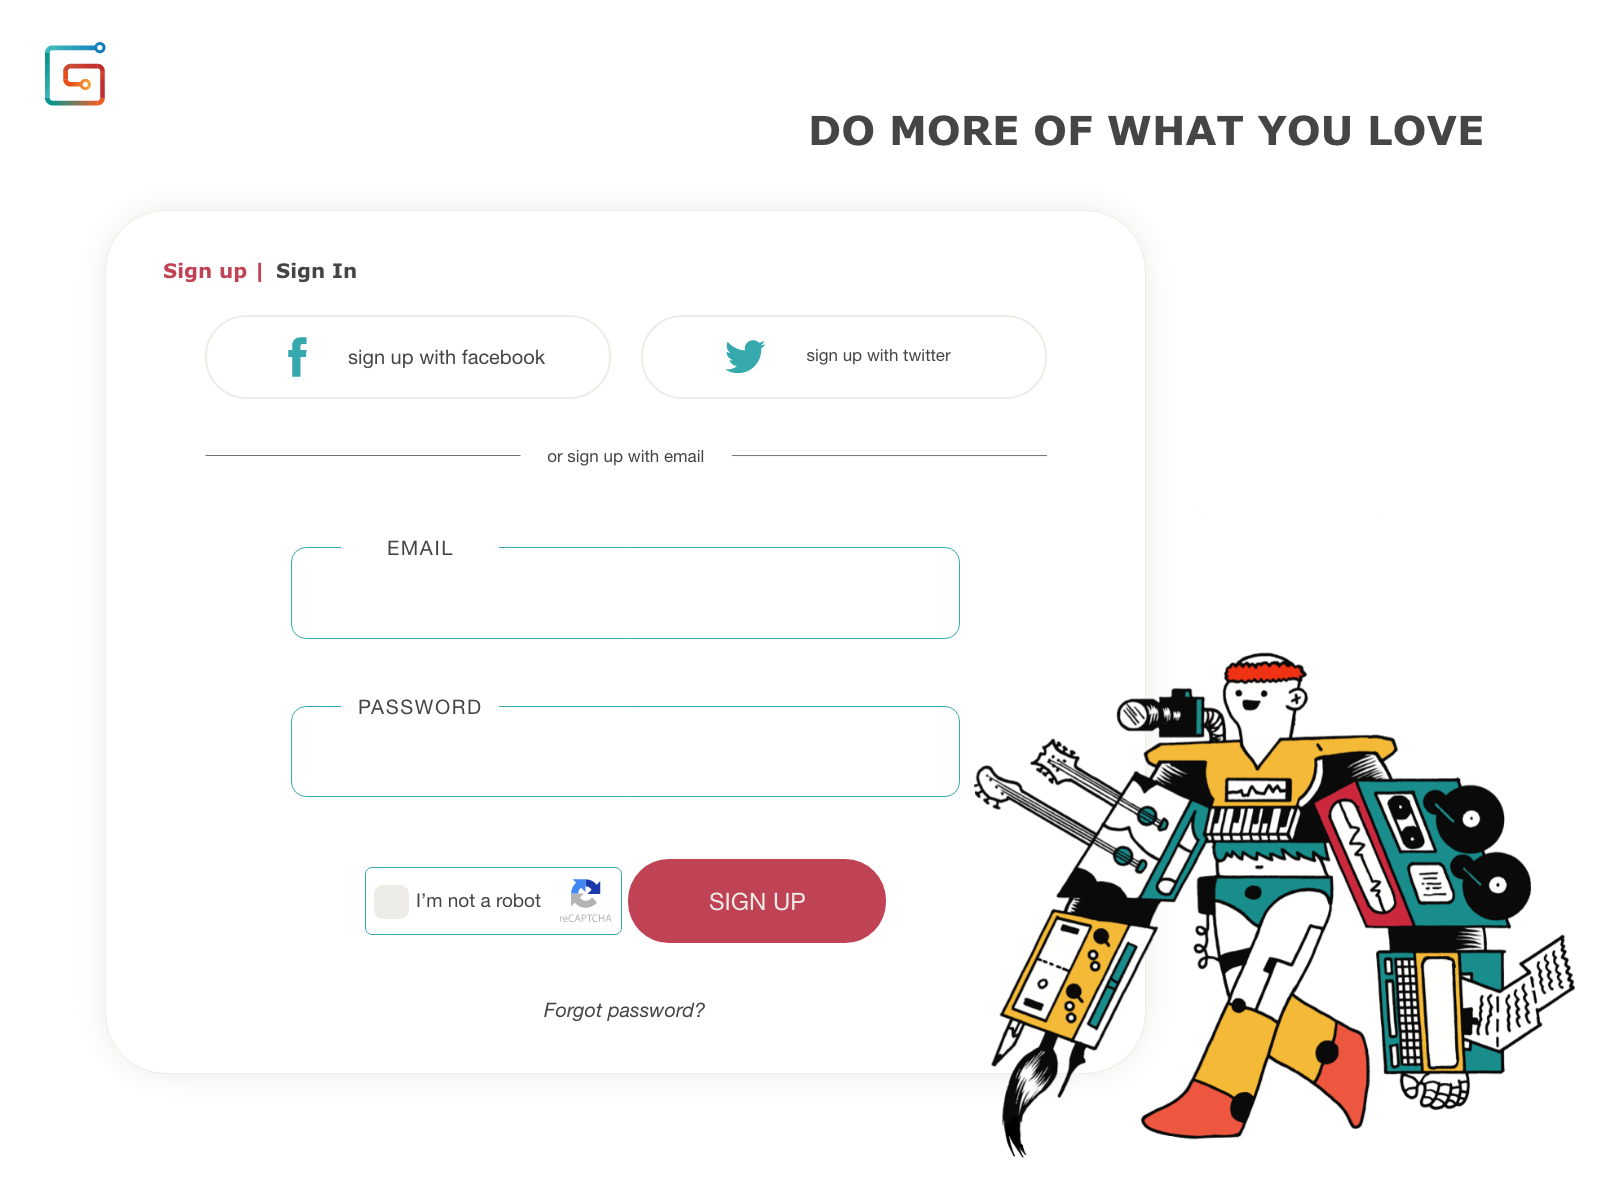 DO MORE OF WHAT YOU LOVE
Sign up | Sign In
sign up with facebook
sign up with twitter
or sign up with email
EMAIL
PASSWORD
I'm not a robot
reCAPTCHA
SIGN UP
Forgot password?